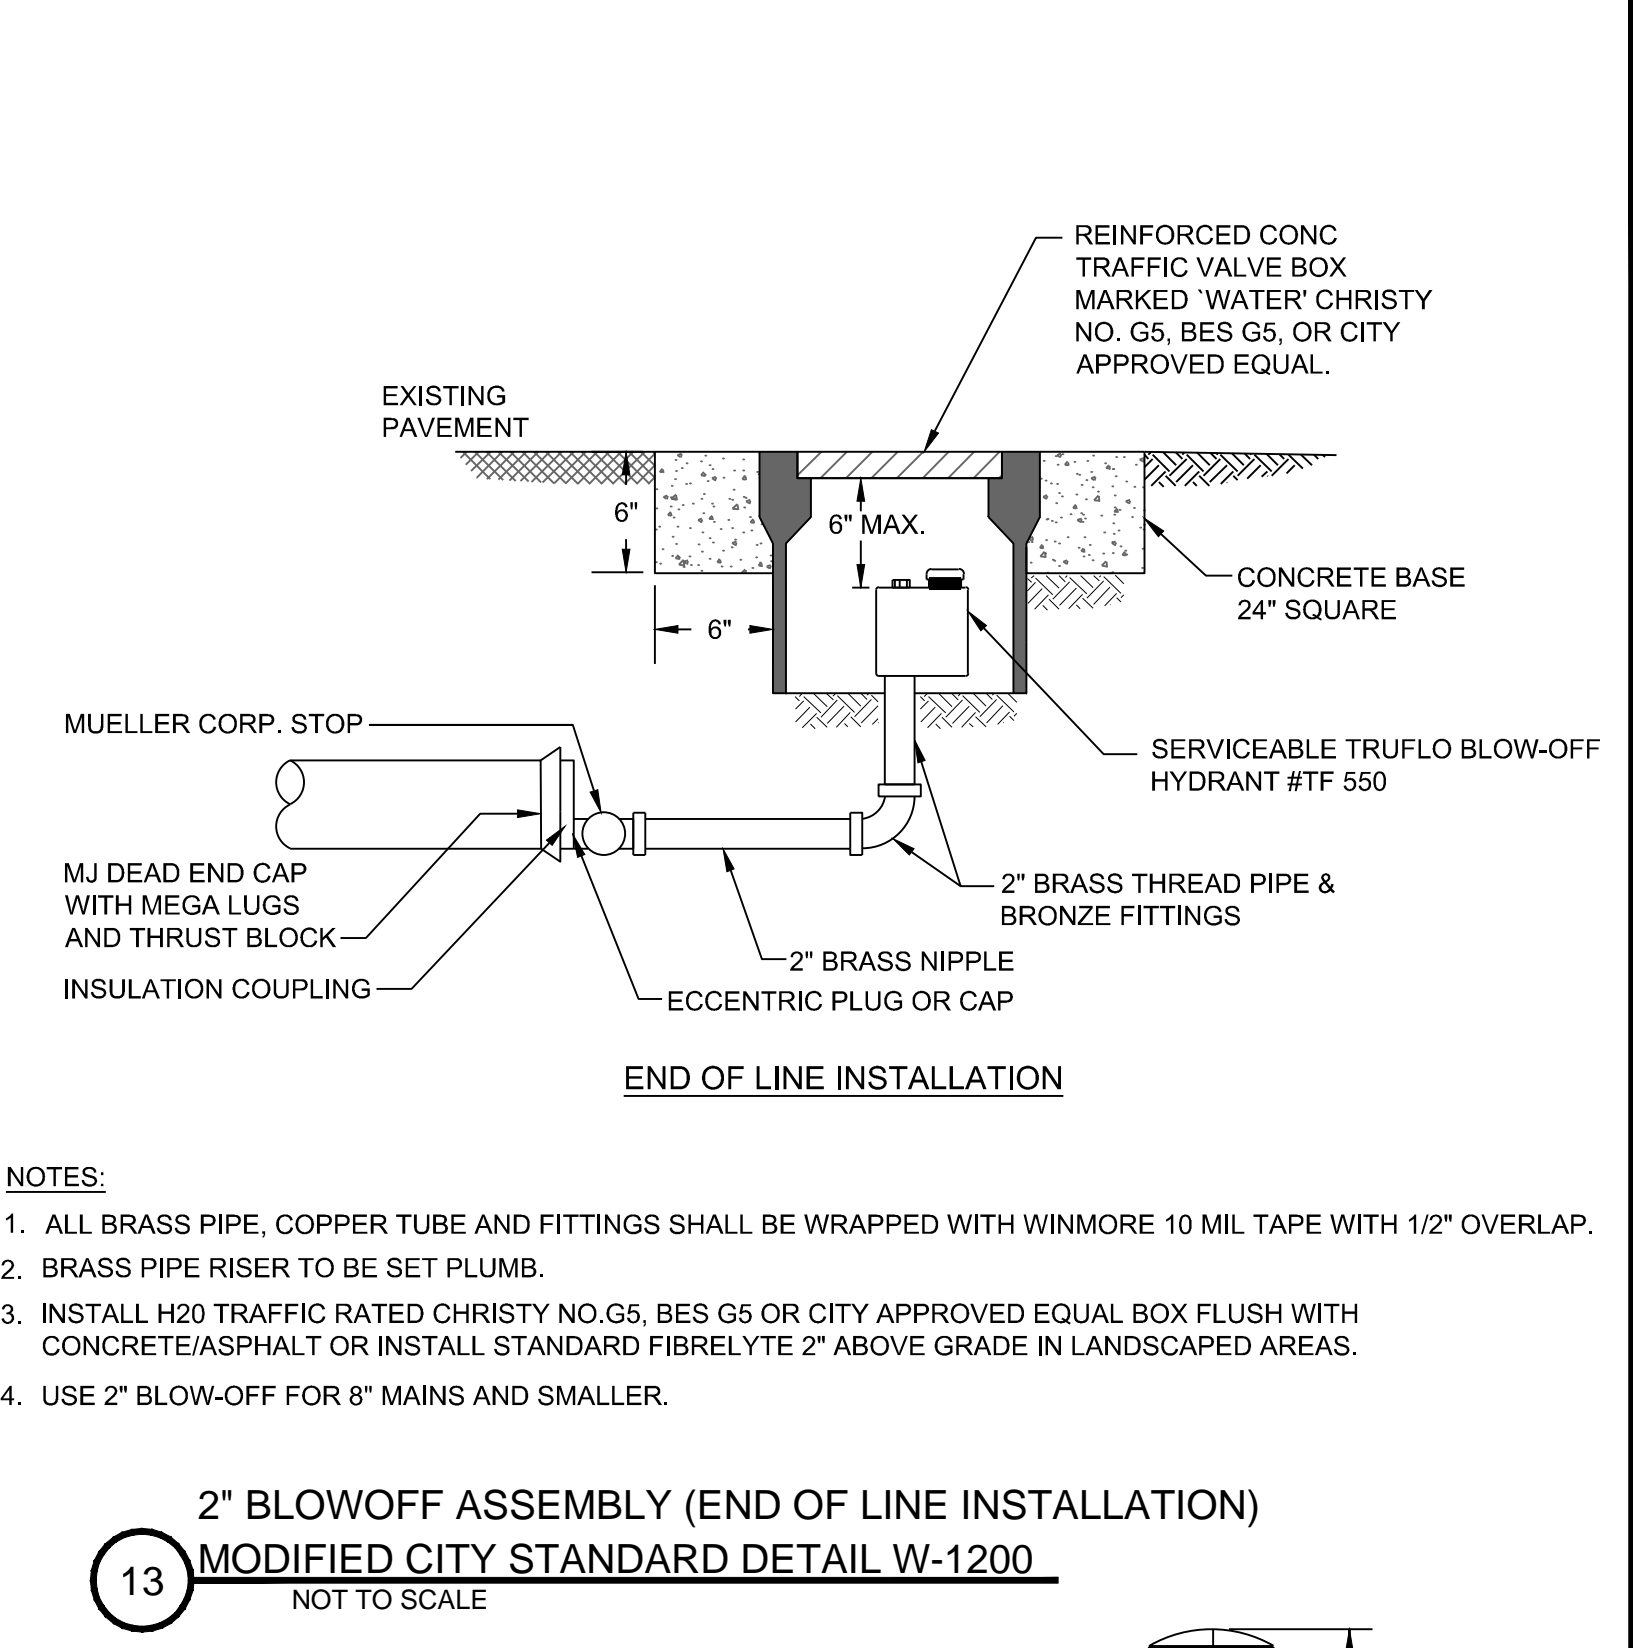 REINFORCED CONC
TRAFFIC VALVE BOX
MARKED `WATER' CHRISTY
NO. G5, BES G5, OR CITY
APPROVED EQUAL.
EXISTING
PAVEMENT
6"
6" MAX.
CONCRETE BASE
24" SQUARE
6"
MUELLER CORP. STOP
SERVICEABLE TRUFLO BLOW-OFF
HYDRANT #TF 550
MJ DEAD END CAP
WITH MEGA LUGS
AND THRUST BLOCK
2" BRASS THREAD PIPE &
BRONZE FITTINGS
2" BRASS NIPPLE
INSULATION COUPLING
ECCENTRIC PLUG OR CAP
END OF LINE INSTALLATION
NOTES:
1. ALL BRASS PIPE, COPPER TUBE AND FITTINGS SHALL BE WRAPPED WITH WINMORE 10 MIL TAPE WITH 1/2" OVERLAP.
2. BRASS PIPE RISER TO BE SET PLUMB.
3. INSTALL H20 TRAFFIC RATED CHRISTY NO.G5, BES G5 OR CITY APPROVED EQUAL BOX FLUSH WITH
CONCRETE/ASPHALT OR INSTALL STANDARD FIBRELYTE 2" ABOVE GRADE IN LANDSCAPED AREAS.
4. USE 2" BLOW-OFF FOR 8" MAINS AND SMALLER.
2" BLOWOFF ASSEMBLY (END OF LINE INSTALLATION)
13 MODIFIED CITY STANDARD DETAIL W-1200
NOT TO SCALE